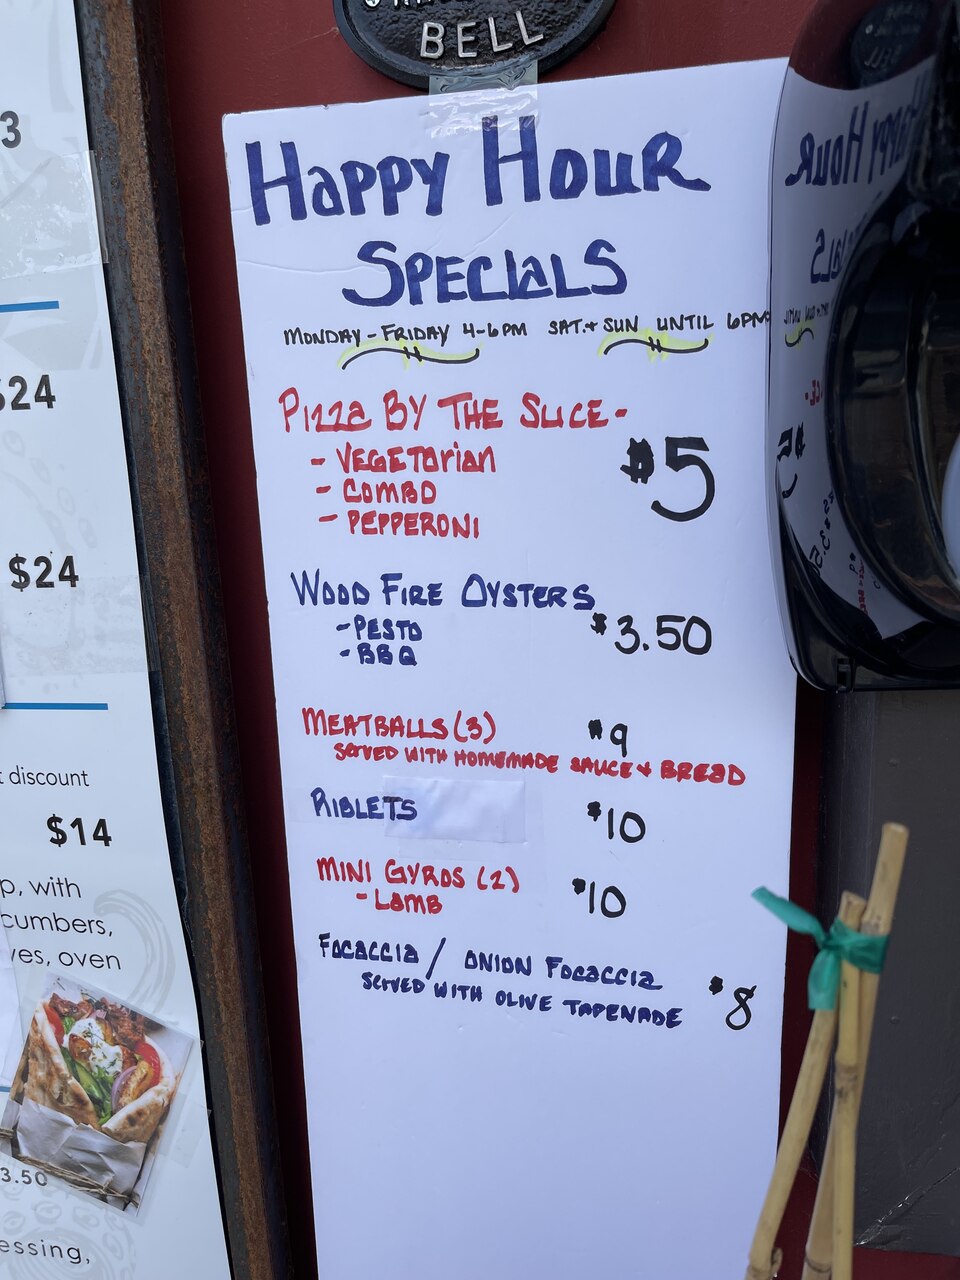 BELL
Happy Hour
Specials
Monday - Friday 4-6pm Sat. + Sun until 6pm
Pizza by the Slice -
- Vegetarian
- Combo
- Pepperoni
$5
Wood Fire Oysters
- Pesto
- BBQ
$3.50
Meatballs (3) $9
Served with homemade sauce + bread
Riblets $10
Mini Gyros (2) $10
- Lamb
Focaccia / Onion Focaccia
Served with olive tapenade $8
3
$24
$24
discount
$14
p, with
cumbers,
ves, oven
3.50
essing,